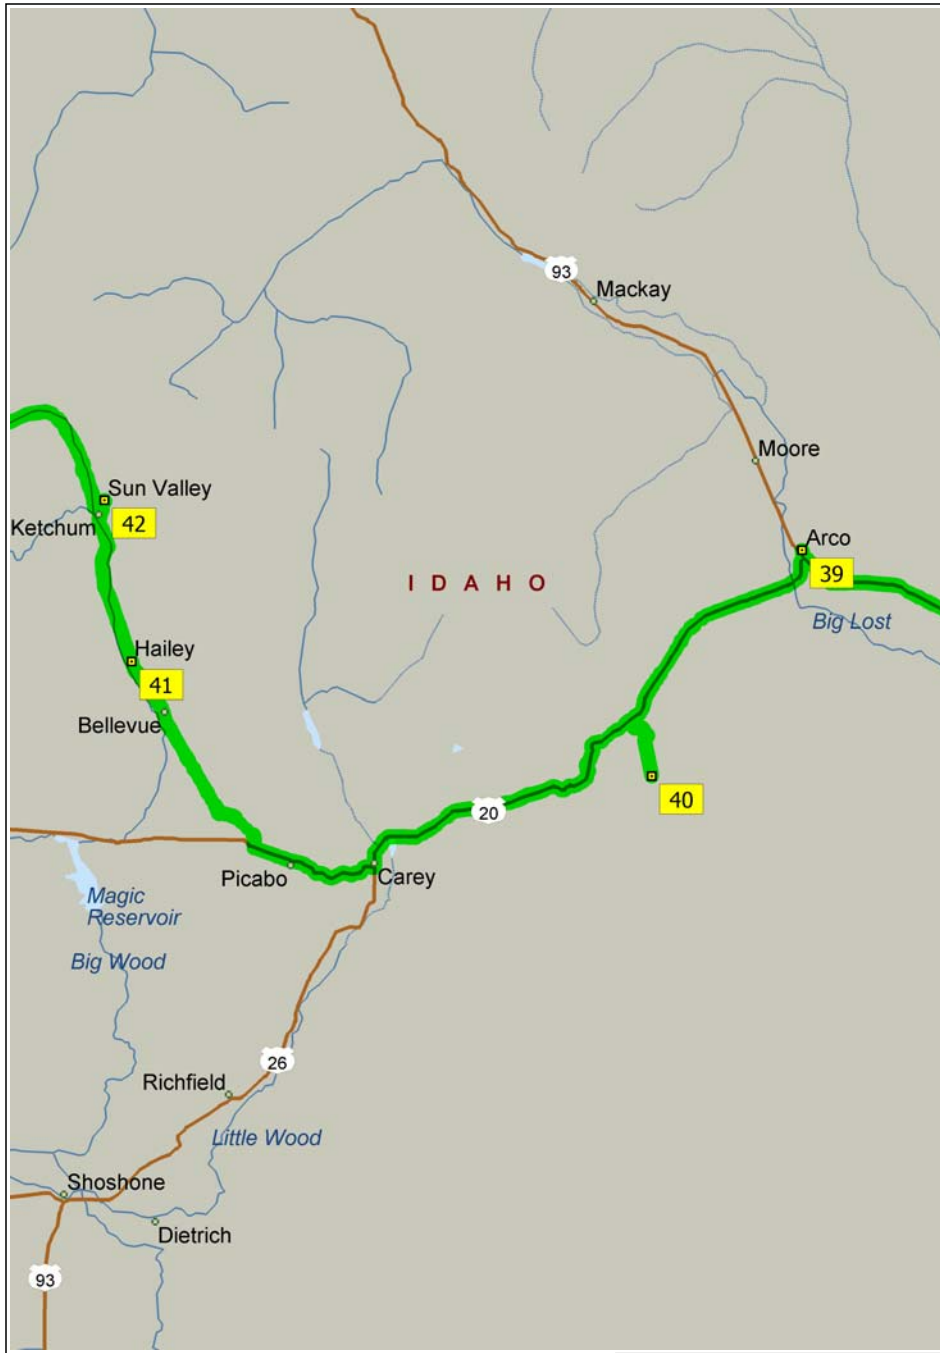 93
Mackay
Moore
Sun Valley
42
Ketchum
Arco
39
IDAHO
Big Lost
Hailey
41
Bellevue
40
20
Picabo
Carey
Magic
Reservoir
Big Wood
26
Richfield
Little Wood
Shoshone
Dietrich
93